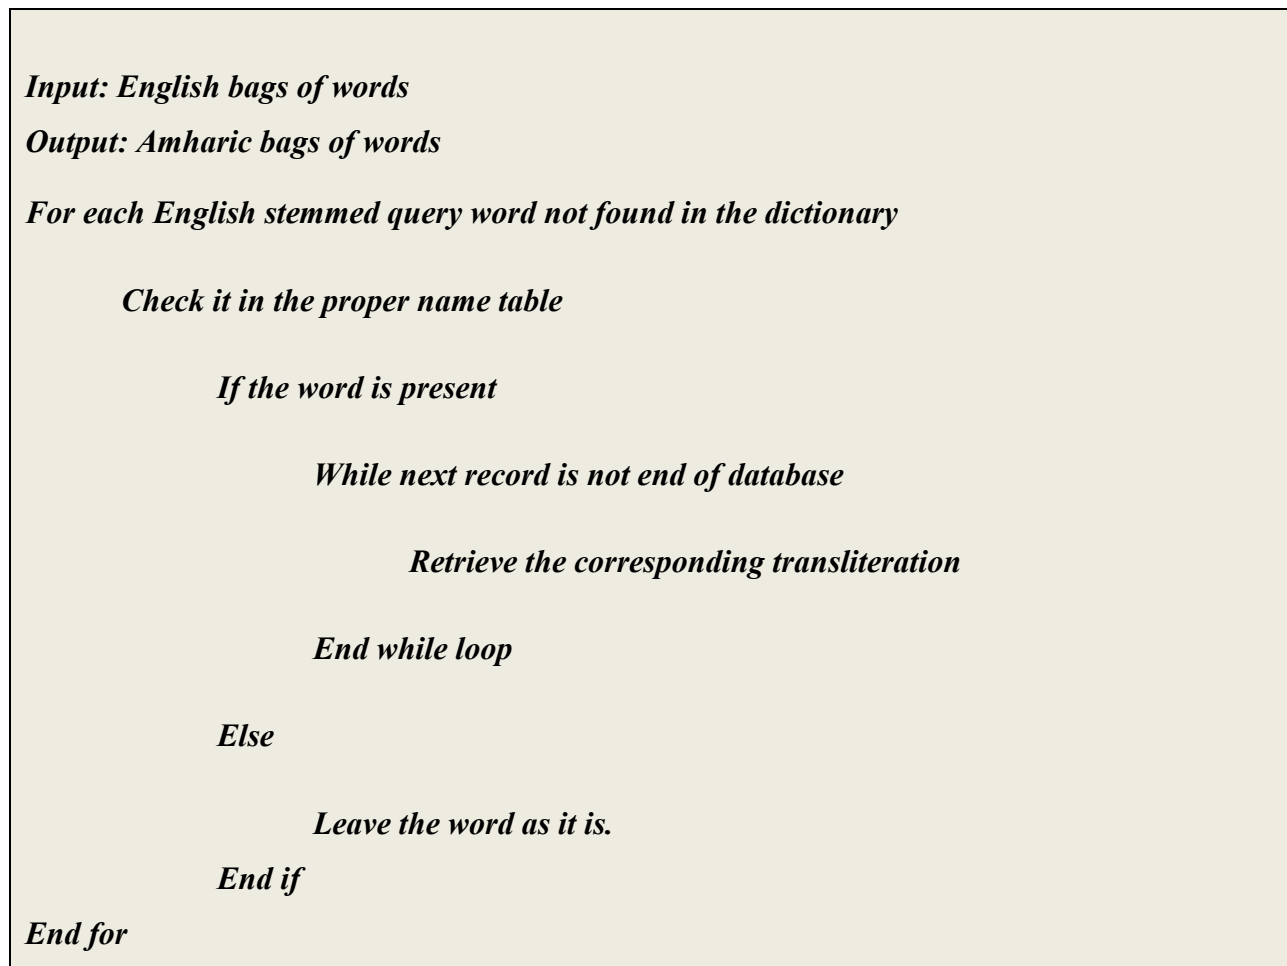 Input: English bags of words
Output: Amharic bags of words
For each English stemmed query word not found in the dictionary
Check it in the proper name table
If the word is present
While next record is not end of database
Retrieve the corresponding transliteration
End while loop
Else
Leave the word as it is.
End if
End for